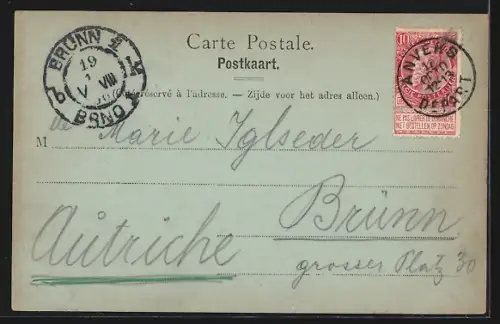 Carte Postale.
Postkaart.
(Côté réservé à l'adresse. — Zijde voor het adres alleen.)
BRÜNN 1
19
V VIII
BRNO 1
10
ANVERS
DEPART
NE PAS LIVRER LE DIMANCHE
NIET BESTELLEN OP ZONDAG
M de Marie Iglseder
Brünn
Autriche
grosser Platz 30